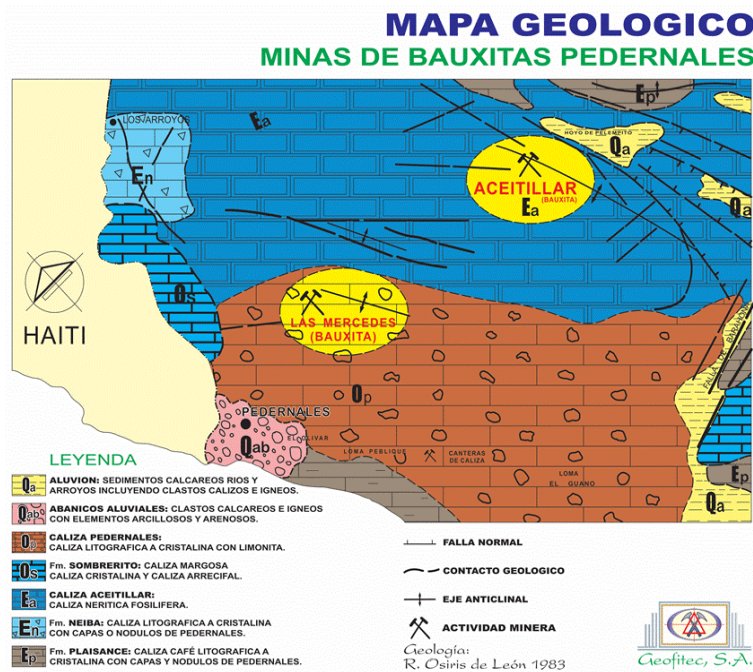 MAPA GEOLOGICO
MINAS DE BAUXITAS PEDERNALES
Ep
LOS ARROYOS
Ea
HOYO DE PELEMPITO
Qa
En
ACEITILLAR
(BAUXITA)
Ea
Qa
Os
HAITI
LAS MERCEDES
(BAUXITA)
FALLA DE BARAHONA
Op
PEDERNALES
Qab
EL OLIVAR
LOMA PEBLIQUE
CANTERAS
DE CALIZA
LOMA
EL GUANO
Ep
Qa
LEYENDA
Qa
ALUVION: SEDIMENTOS CALCAREOS RIOS Y
ARROYOS INCLUYENDO CLASTOS CALIZOS E IGNEOS.
Qab
ABANICOS ALUVIALES: CLASTOS CALCAREOS E IGNEOS
CON ELEMENTOS ARCILLOSOS Y ARENOSOS.
Op
CALIZA PEDERNALES:
CALIZA LITOGRAFICA A CRISTALINA CON LIMONITA.
Os
Fm. SOMBRERITO: CALIZA MARGOSA
CALIZA CRISTALINA Y CALIZA ARRECIFAL.
Ea
CALIZA ACEITILLAR:
CALIZA NERITICA FOSILIFERA.
En
Fm. NEIBA: CALIZA LITOGRAFICA A CRISTALINA
CON CAPAS O NODULOS DE PEDERNALES.
Ep
Fm. PLAISANCE: CALIZA CAFÉ LITOGRAFICA A
CRISTALINA CON CAPAS Y NODULOS DE PEDERNALES.
FALLA NORMAL
CONTACTO GEOLOGICO
EJE ANTICLINAL
ACTIVIDAD MINERA
Geología:
R. Osiris de León 1983
Geofitec, S.A.